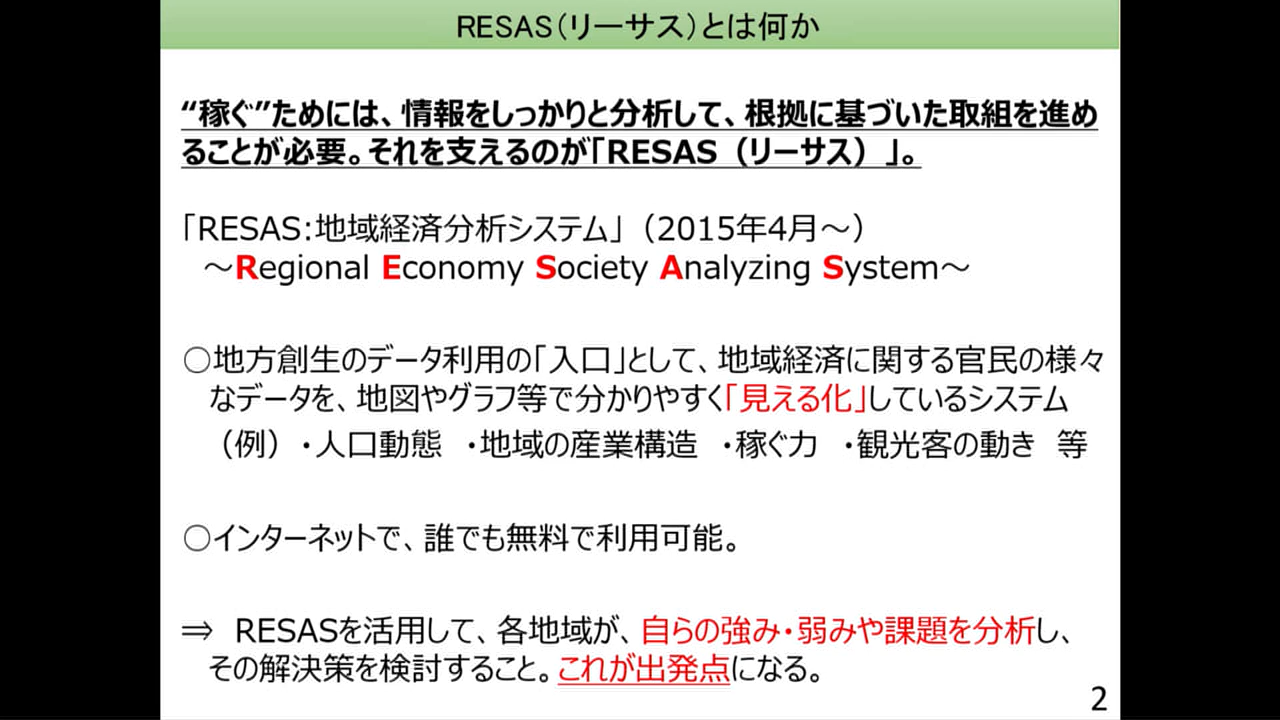 RESAS（リーサス）とは何か
“稼ぐ”ためには、情報をしっかりと分析して、根拠に基づいた取組を進め
ることが必要。それを支えるのが「RESAS（リーサス）」。
「RESAS：地域経済分析システム」（2015年4月～）
～Regional Economy Society Analyzing System～
○地方創生のデータ利用の「入口」として、地域経済に関する官民の様々
なデータを、地図やグラフ等で分かりやすく「見える化」しているシステム
（例）・人口動態　・地域の産業構造　・稼ぐ力　・観光客の動き　等
○インターネットで、誰でも無料で利用可能。
⇒　RESASを活用して、各地域が、自らの強み・弱みや課題を分析し、
その解決策を検討すること。これが出発点になる。
2